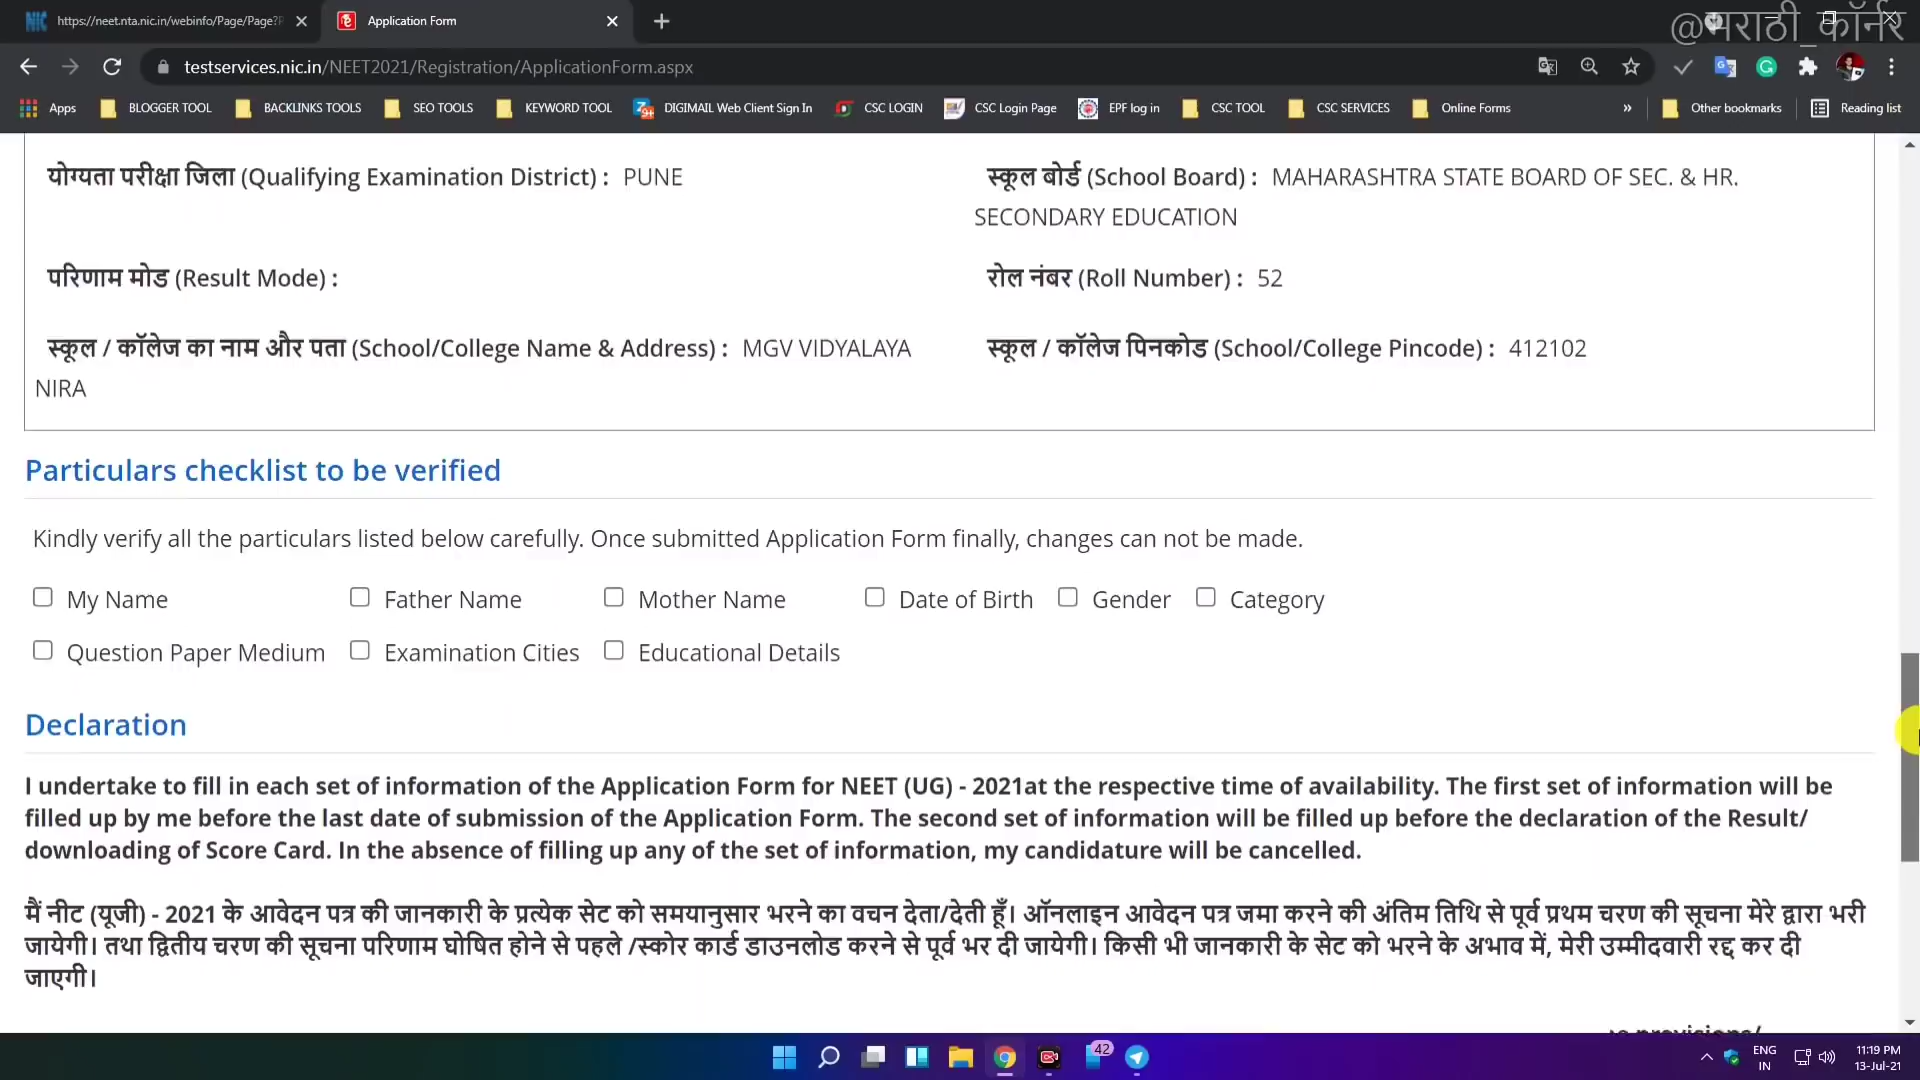 https://neet.nta.nic.in/webinfo/Page/Page?
Application Form
@मराठी_कॉर्नर
testservices.nic.in/NEET2021/Registration/ApplicationForm.aspx
Apps BLOGGER TOOL BACKLINKS TOOLS SEO TOOLS KEYWORD TOOL DIGIMAIL Web Client Sign In CSC LOGIN CSC Login Page EPF log in CSC TOOL CSC SERVICES Online Forms » Other bookmarks Reading list
योग्यता परीक्षा जिला (Qualifying Examination District) : PUNE
स्कूल बोर्ड (School Board) : MAHARASHTRA STATE BOARD OF SEC. & HR.
SECONDARY EDUCATION
परिणाम मोड (Result Mode) :
रोल नंबर (Roll Number) : 52
स्कूल / कॉलेज का नाम और पता (School/College Name & Address) : MGV VIDYALAYA
NIRA
स्कूल / कॉलेज पिनकोड (School/College Pincode) : 412102
Particulars checklist to be verified
Kindly verify all the particulars listed below carefully. Once submitted Application Form finally, changes can not be made.
My Name Father Name Mother Name Date of Birth Gender Category
Question Paper Medium Examination Cities Educational Details
Declaration
I undertake to fill in each set of information of the Application Form for NEET (UG) - 2021at the respective time of availability. The first set of information will be
filled up by me before the last date of submission of the Application Form. The second set of information will be filled up before the declaration of the Result/
downloading of Score Card. In the absence of filling up any of the set of information, my candidature will be cancelled.
मैं नीट (यूजी) - 2021 के आवेदन पत्र की जानकारी के प्रत्येक सेट को समयानुसार भरने का वचन देता/देती हूँ। ऑनलाइन आवेदन पत्र जमा करने की अंतिम तिथि से पूर्व प्रथम चरण की सूचना मेरे द्वारा भरी
जायेगी। तथा द्वितीय चरण की सूचना परिणाम घोषित होने से पहले /स्कोर कार्ड डाउनलोड करने से पूर्व भर दी जायेगी। किसी भी जानकारी के सेट को भरने के अभाव में, मेरी उम्मीदवारी रद्द कर दी
जाएगी।
42
ENG
IN
11:19 PM
13-Jul-21